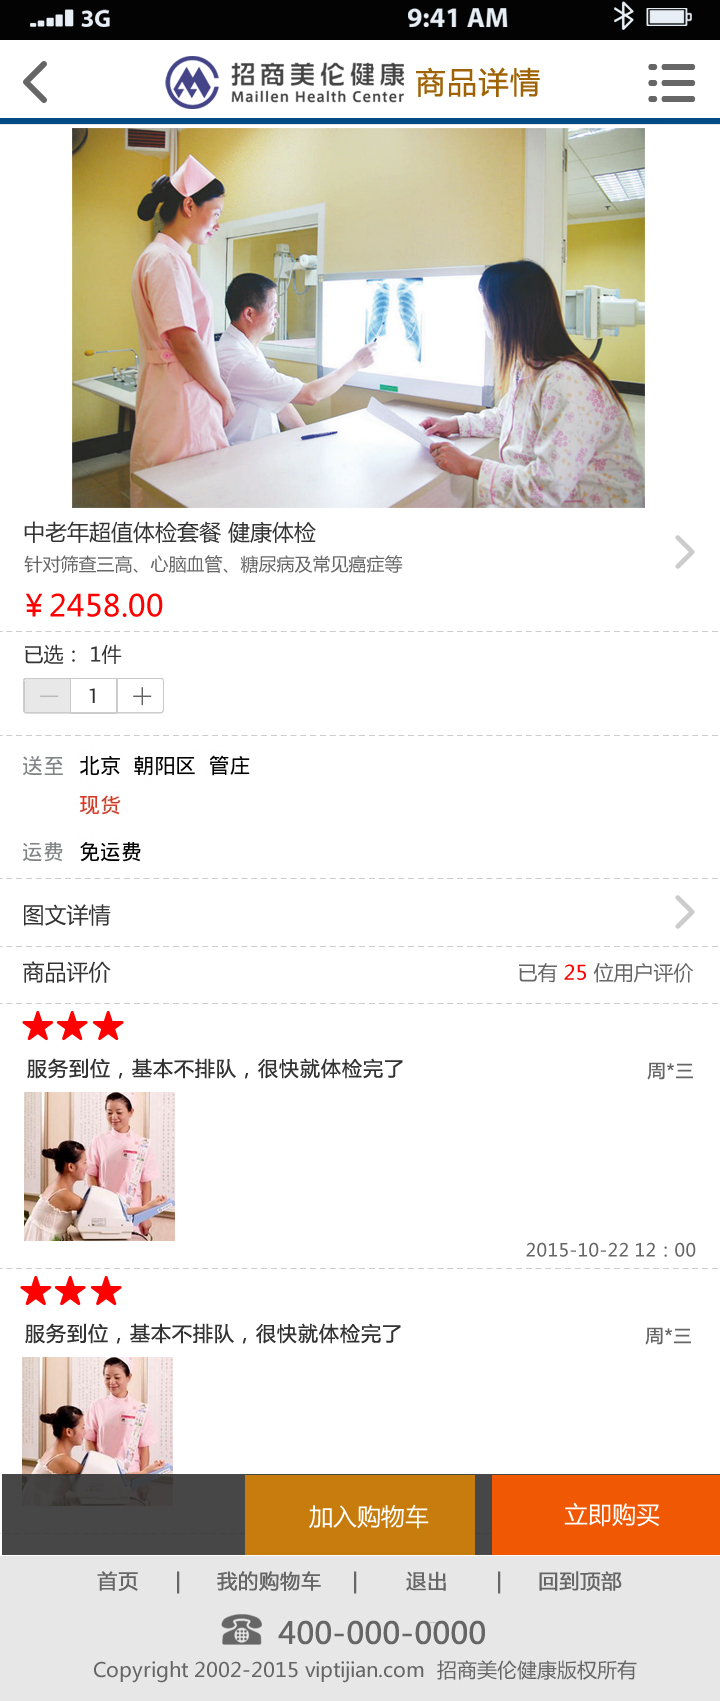 3G 9:41 AM
招商美伦健康 商品详情
Maillen Health Center
中老年超值体检套餐 健康体检
针对筛查三高、心脑血管、糖尿病及常见癌症等
¥2458.00
已选： 1件
— 1 +
送至 北京 朝阳区 管庄
现货
运费 免运费
图文详情
商品评价 已有 25 位用户评价
服务到位，基本不排队，很快就体检完了 周*三
2015-10-22 12：00
服务到位，基本不排队，很快就体检完了 周*三
加入购物车 立即购买
首页 | 我的购物车 | 退出 | 回到顶部
400-000-0000
Copyright 2002-2015 viptijian.com 招商美伦健康版权所有